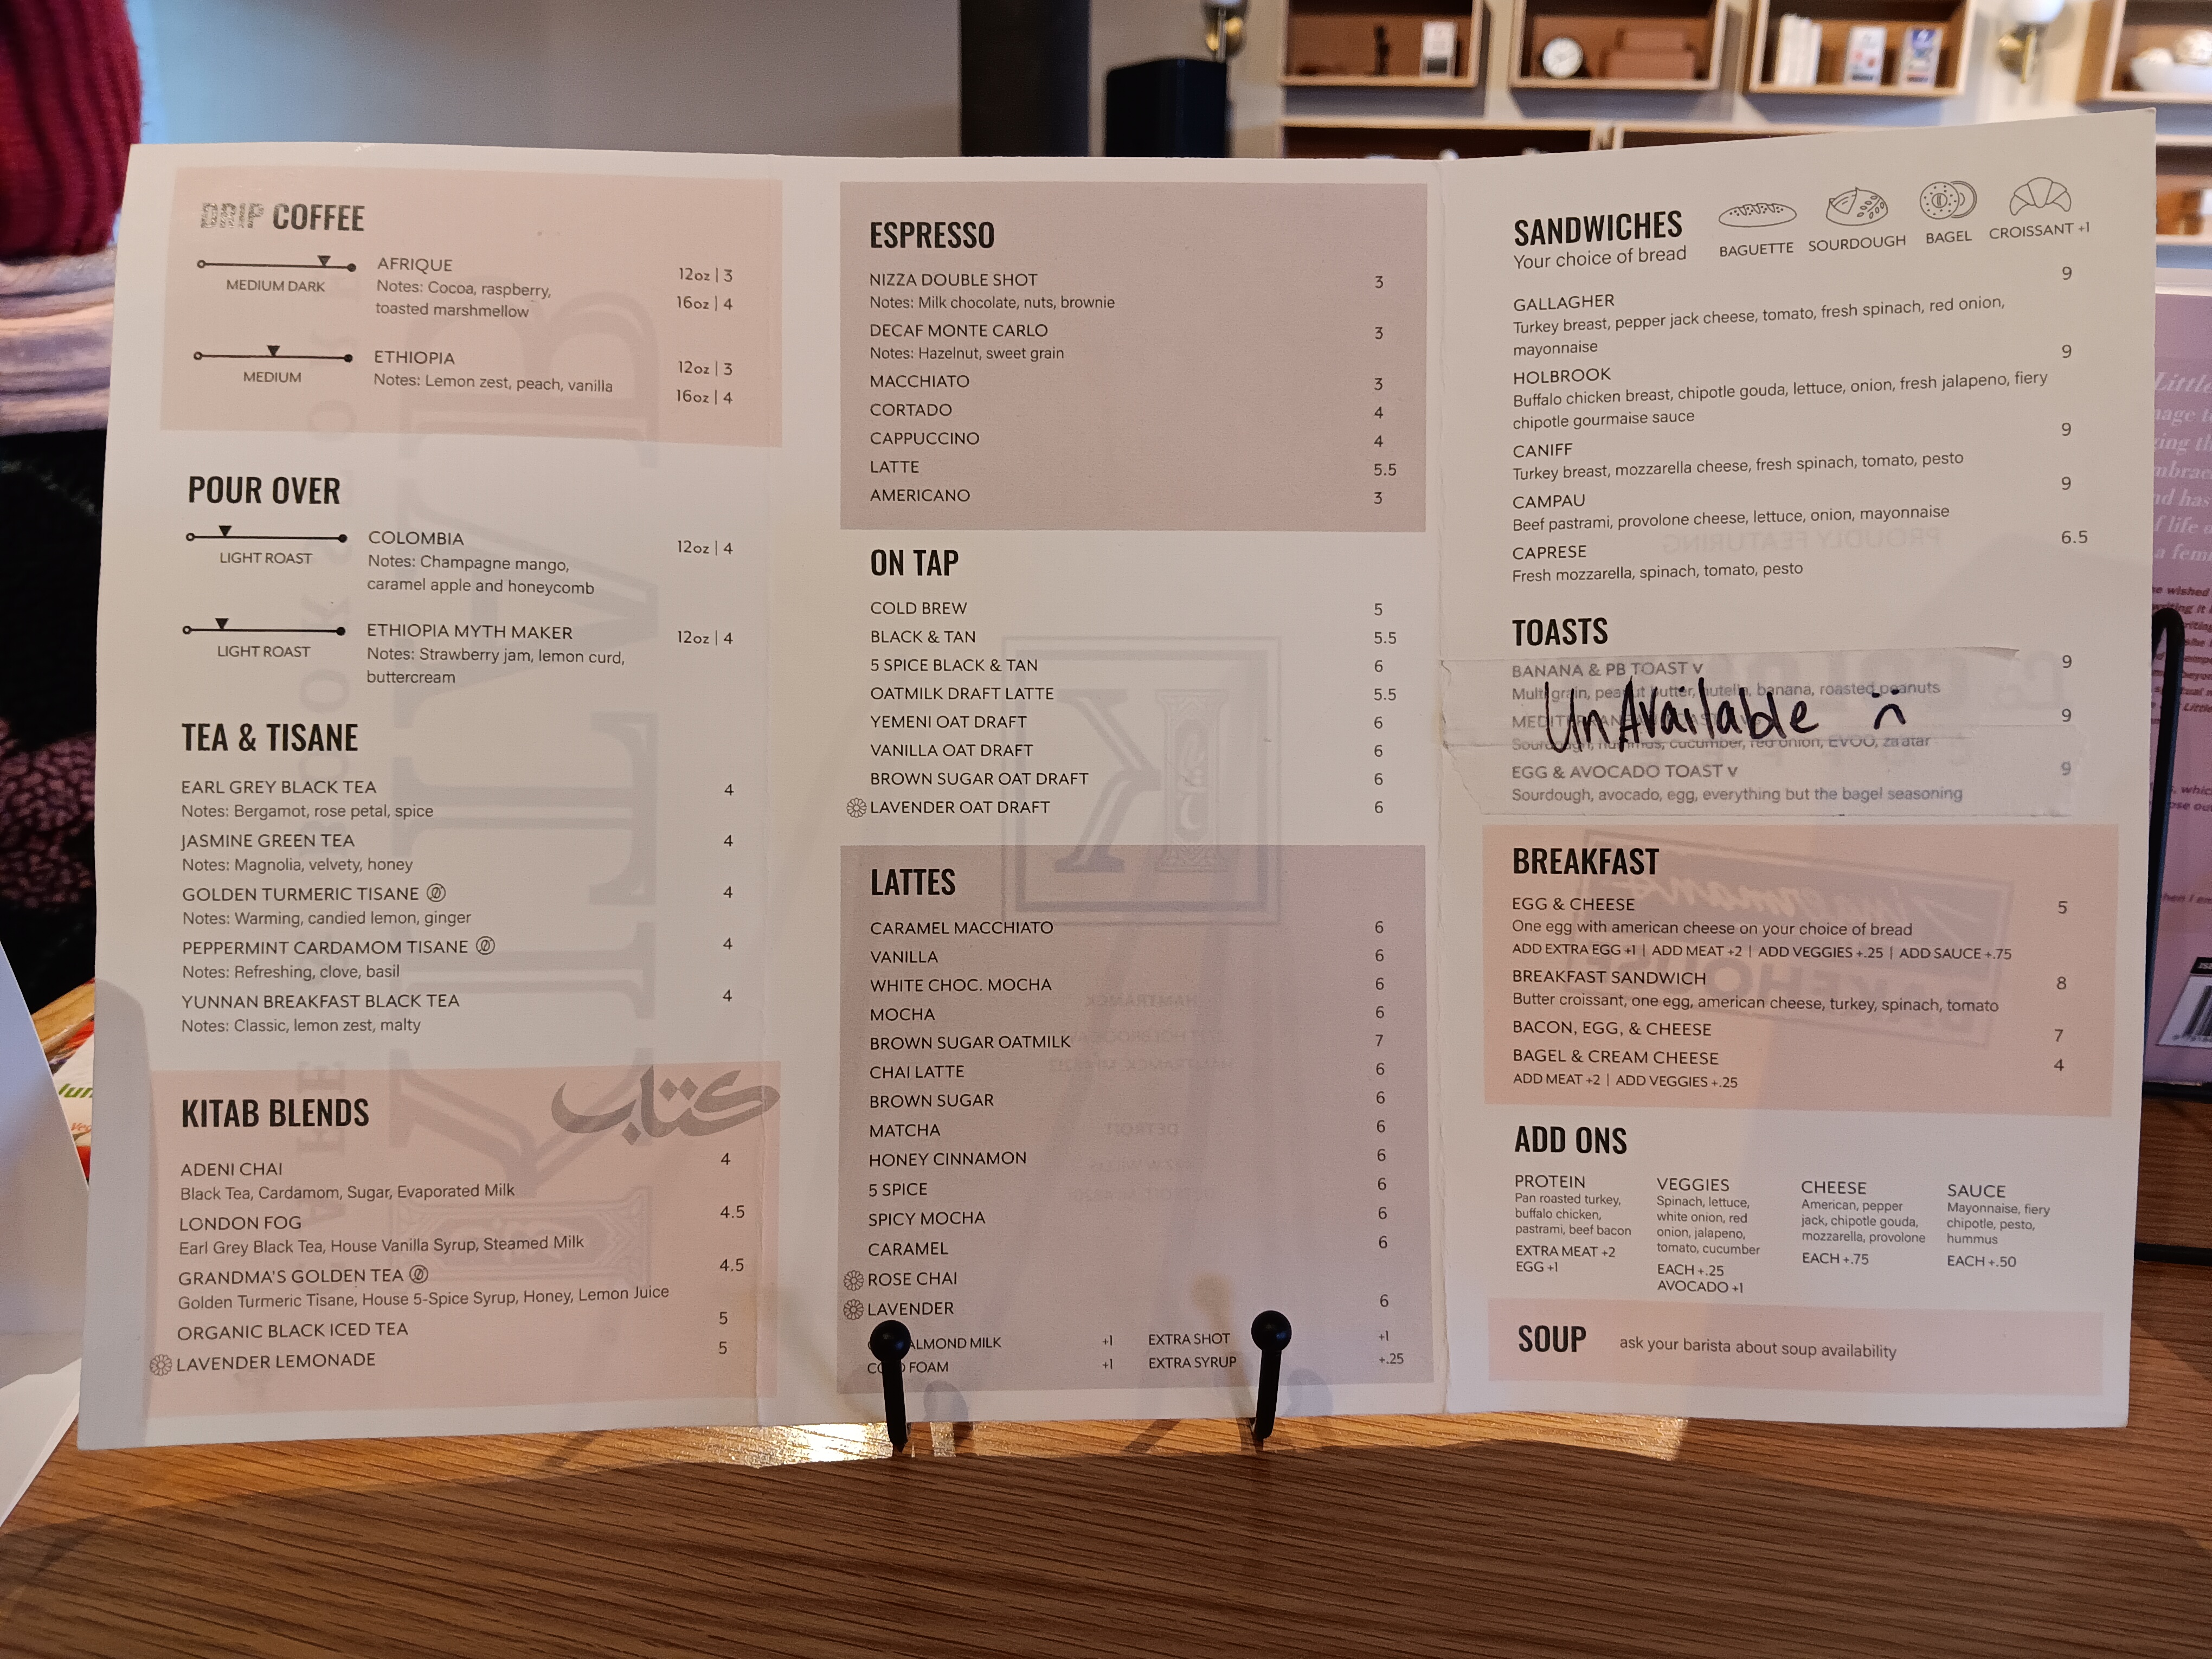 DRIP COFFEE
MEDIUM DARK
AFRIQUE
Notes: Cocoa, raspberry,
toasted marshmellow
12oz | 3
16oz | 4
MEDIUM
ETHIOPIA
Notes: Lemon zest, peach, vanilla
12oz | 3
16oz | 4
POUR OVER
LIGHT ROAST
COLOMBIA
Notes: Champagne mango,
caramel apple and honeycomb
12oz | 4
LIGHT ROAST
ETHIOPIA MYTH MAKER
Notes: Strawberry jam, lemon curd,
buttercream
12oz | 4
TEA & TISANE
EARL GREY BLACK TEA 4
Notes: Bergamot, rose petal, spice
JASMINE GREEN TEA 4
Notes: Magnolia, velvety, honey
GOLDEN TURMERIC TISANE 4
Notes: Warming, candied lemon, ginger
PEPPERMINT CARDAMOM TISANE 4
Notes: Refreshing, clove, basil
YUNNAN BREAKFAST BLACK TEA 4
Notes: Classic, lemon zest, malty
KITAB BLENDS كتاب
ADENI CHAI 4
Black Tea, Cardamom, Sugar, Evaporated Milk
LONDON FOG 4.5
Earl Grey Black Tea, House Vanilla Syrup, Steamed Milk
GRANDMA'S GOLDEN TEA 4.5
Golden Turmeric Tisane, House 5-Spice Syrup, Honey, Lemon Juice
ORGANIC BLACK ICED TEA 5
LAVENDER LEMONADE 5
ESPRESSO
NIZZA DOUBLE SHOT 3
Notes: Milk chocolate, nuts, brownie
DECAF MONTE CARLO 3
Notes: Hazelnut, sweet grain
MACCHIATO 3
CORTADO 4
CAPPUCCINO 4
LATTE 5.5
AMERICANO 3
ON TAP
COLD BREW 5
BLACK & TAN 5.5
5 SPICE BLACK & TAN 6
OATMILK DRAFT LATTE 5.5
YEMENI OAT DRAFT 6
VANILLA OAT DRAFT 6
BROWN SUGAR OAT DRAFT 6
LAVENDER OAT DRAFT 6
LATTES
CARAMEL MACCHIATO 6
VANILLA 6
WHITE CHOC. MOCHA 6
MOCHA 6
BROWN SUGAR OATMILK 7
CHAI LATTE 6
BROWN SUGAR 6
MATCHA 6
HONEY CINNAMON 6
5 SPICE 6
SPICY MOCHA 6
CARAMEL 6
ROSE CHAI
LAVENDER 6
ALMOND MILK +1 EXTRA SHOT +1
FOAM +1 EXTRA SYRUP +.25
SANDWICHES
Your choice of bread
BAGUETTE SOURDOUGH BAGEL CROISSANT +1
GALLAGHER 9
Turkey breast, pepper jack cheese, tomato, fresh spinach, red onion,
mayonnaise
HOLBROOK 9
Buffalo chicken breast, chipotle gouda, lettuce, onion, fresh jalapeno, fiery
chipotle gourmaise sauce
CANIFF 9
Turkey breast, mozzarella cheese, fresh spinach, tomato, pesto
CAMPAU 9
Beef pastrami, provolone cheese, lettuce, onion, mayonnaise
CAPRESE 6.5
Fresh mozzarella, spinach, tomato, pesto
TOASTS
BANANA & PB TOAST V 9
Multigrain, peanut butter, nutella, banana, roasted peanuts
UnAvailable
MEDITERRANEAN TOAST 9
Sourdough, hummus, cucumber, red onion, EVOO, za'atar
EGG & AVOCADO TOAST V 9
Sourdough, avocado, egg, everything but the bagel seasoning
BREAKFAST
EGG & CHEESE 5
One egg with american cheese on your choice of bread
ADD EXTRA EGG +1 | ADD MEAT +2 | ADD VEGGIES +.25 | ADD SAUCE +.75
BREAKFAST SANDWICH 8
Butter croissant, one egg, american cheese, turkey, spinach, tomato
BACON, EGG, & CHEESE 7
BAGEL & CREAM CHEESE 4
ADD MEAT +2 | ADD VEGGIES +.25
ADD ONS
PROTEIN
Pan roasted turkey,
buffalo chicken,
pastrami, beef bacon
EXTRA MEAT +2
EGG +1
VEGGIES
Spinach, lettuce,
white onion, red
onion, jalapeno,
tomato, cucumber
EACH +.25
AVOCADO +1
CHEESE
American, pepper
jack, chipotle gouda,
mozzarella, provolone
EACH +.75
SAUCE
Mayonnaise, fiery
chipotle, pesto,
hummus
EACH +.50
SOUP ask your barista about soup availability